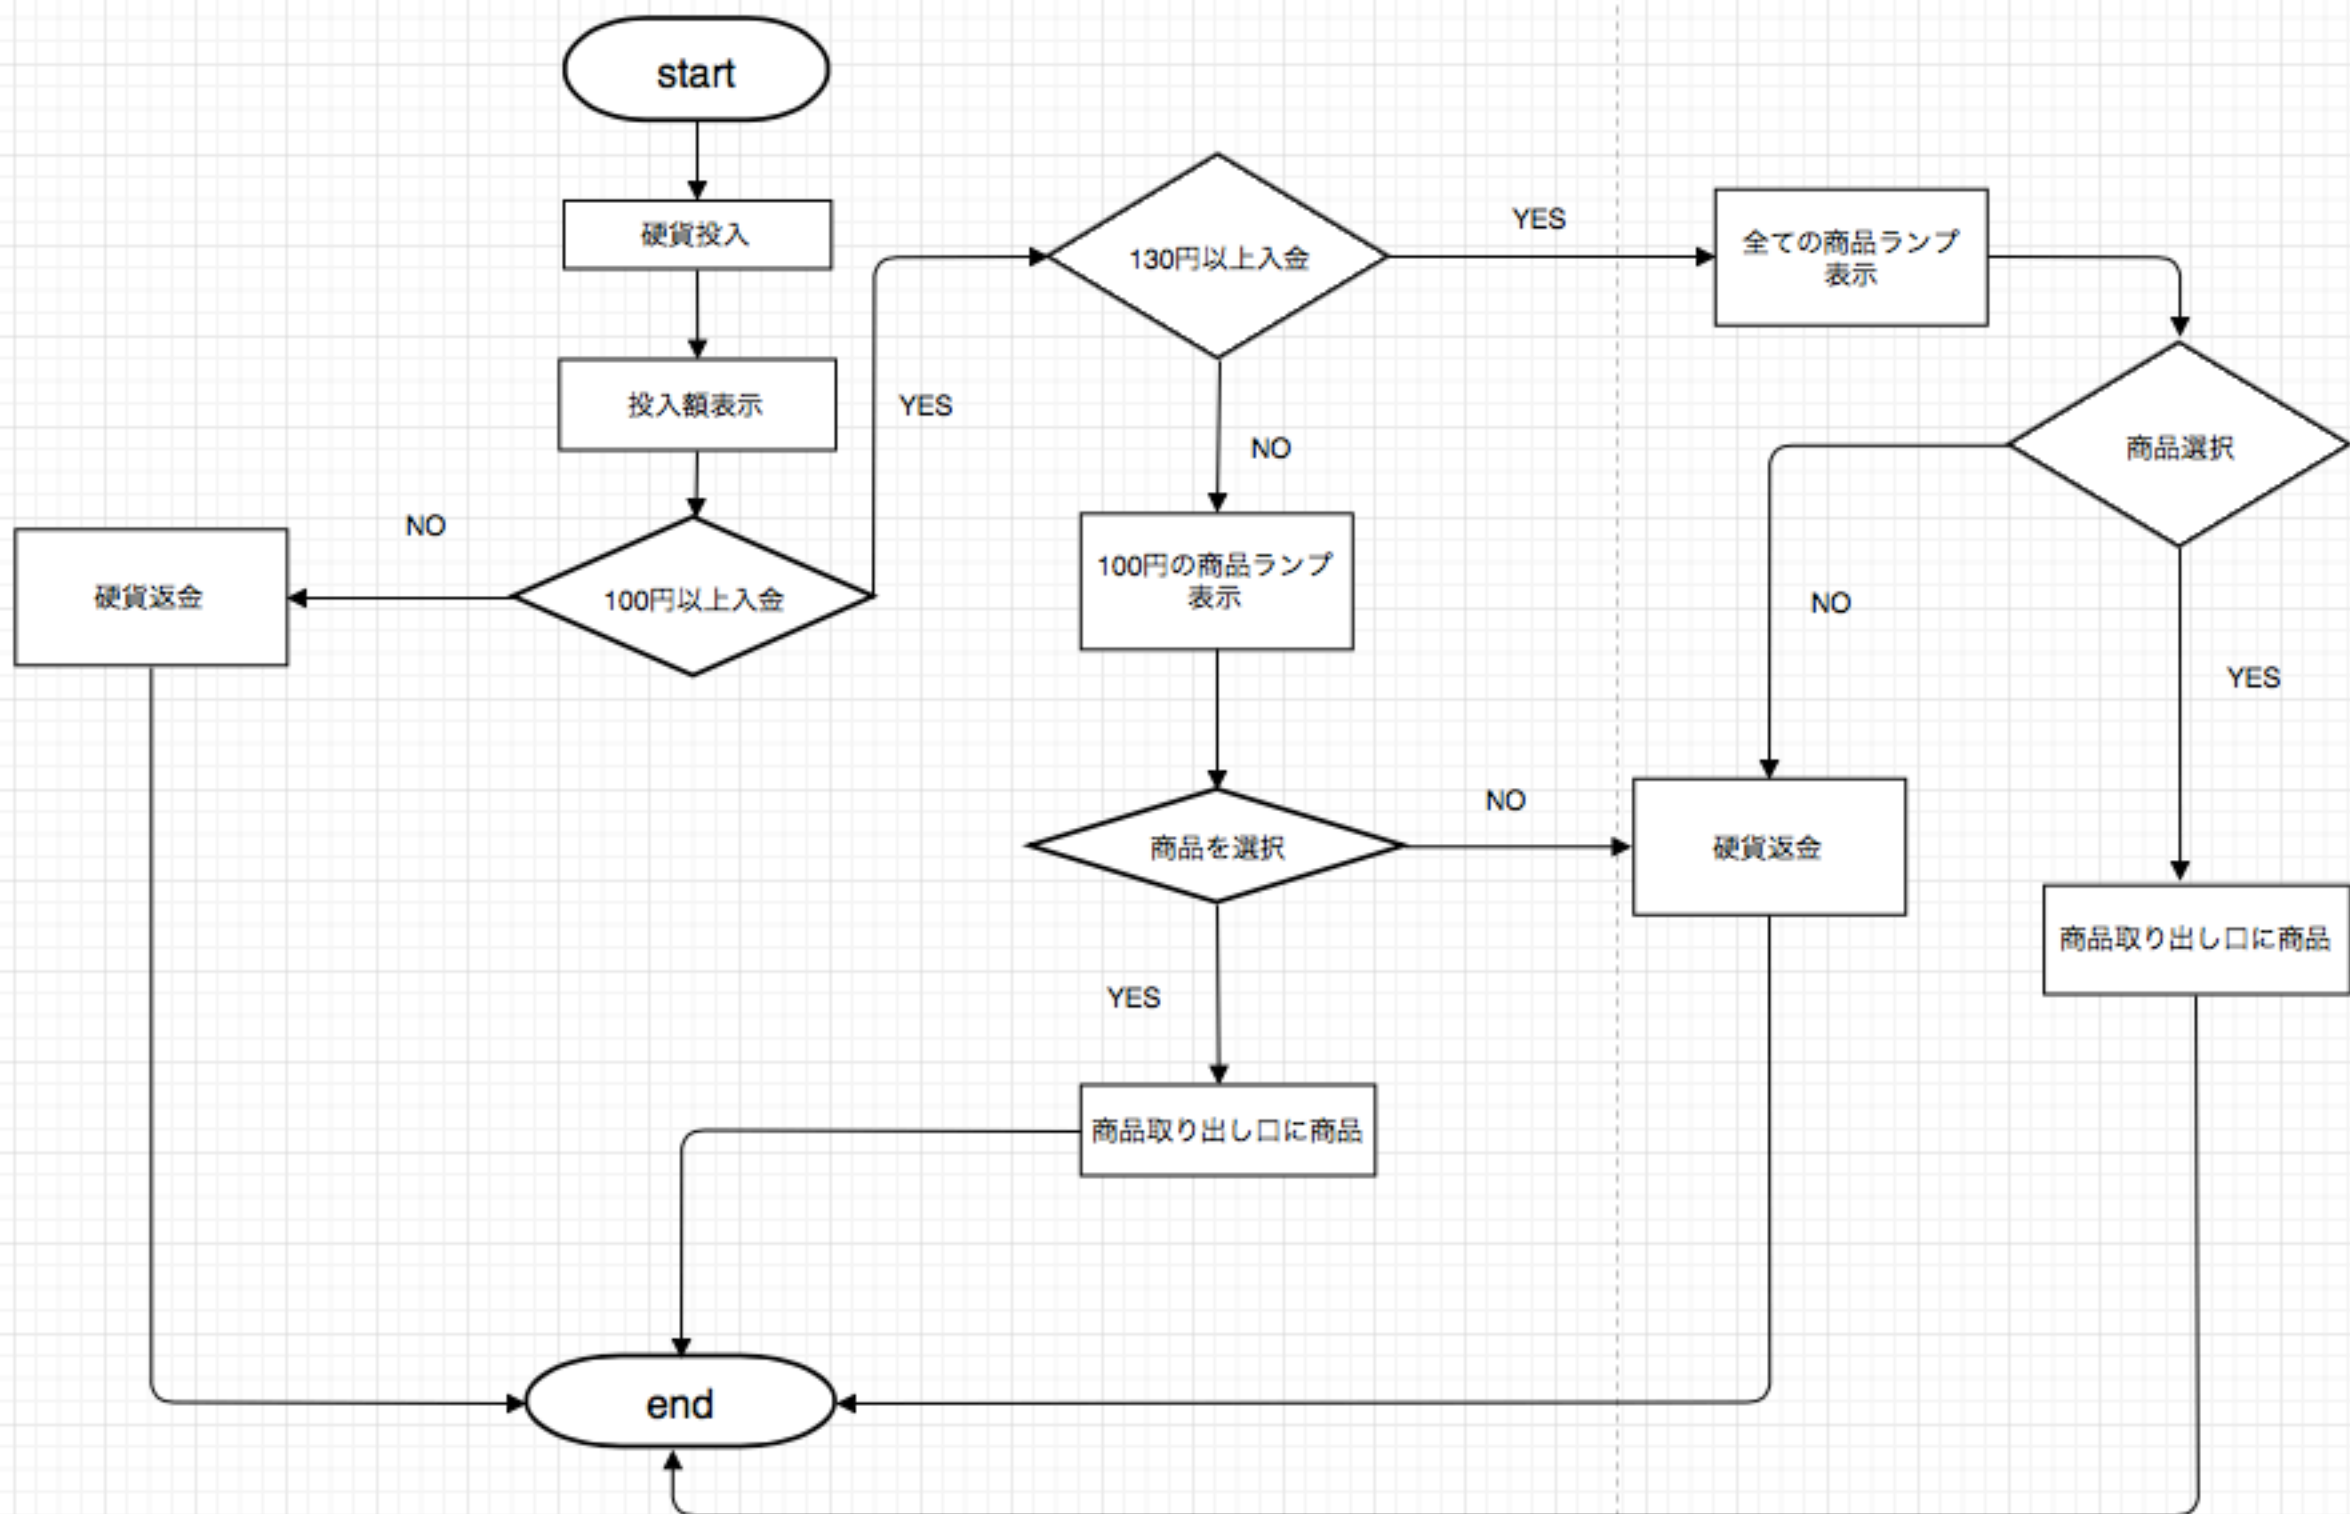 start
硬貨投入
投入額表示
100円以上入金
NO
硬貨返金
YES
130円以上入金
YES
NO
100円の商品ランプ
表示
商品を選択
NO
YES
商品取り出し口に商品
全ての商品ランプ
表示
商品選択
NO
硬貨返金
YES
商品取り出し口に商品
end